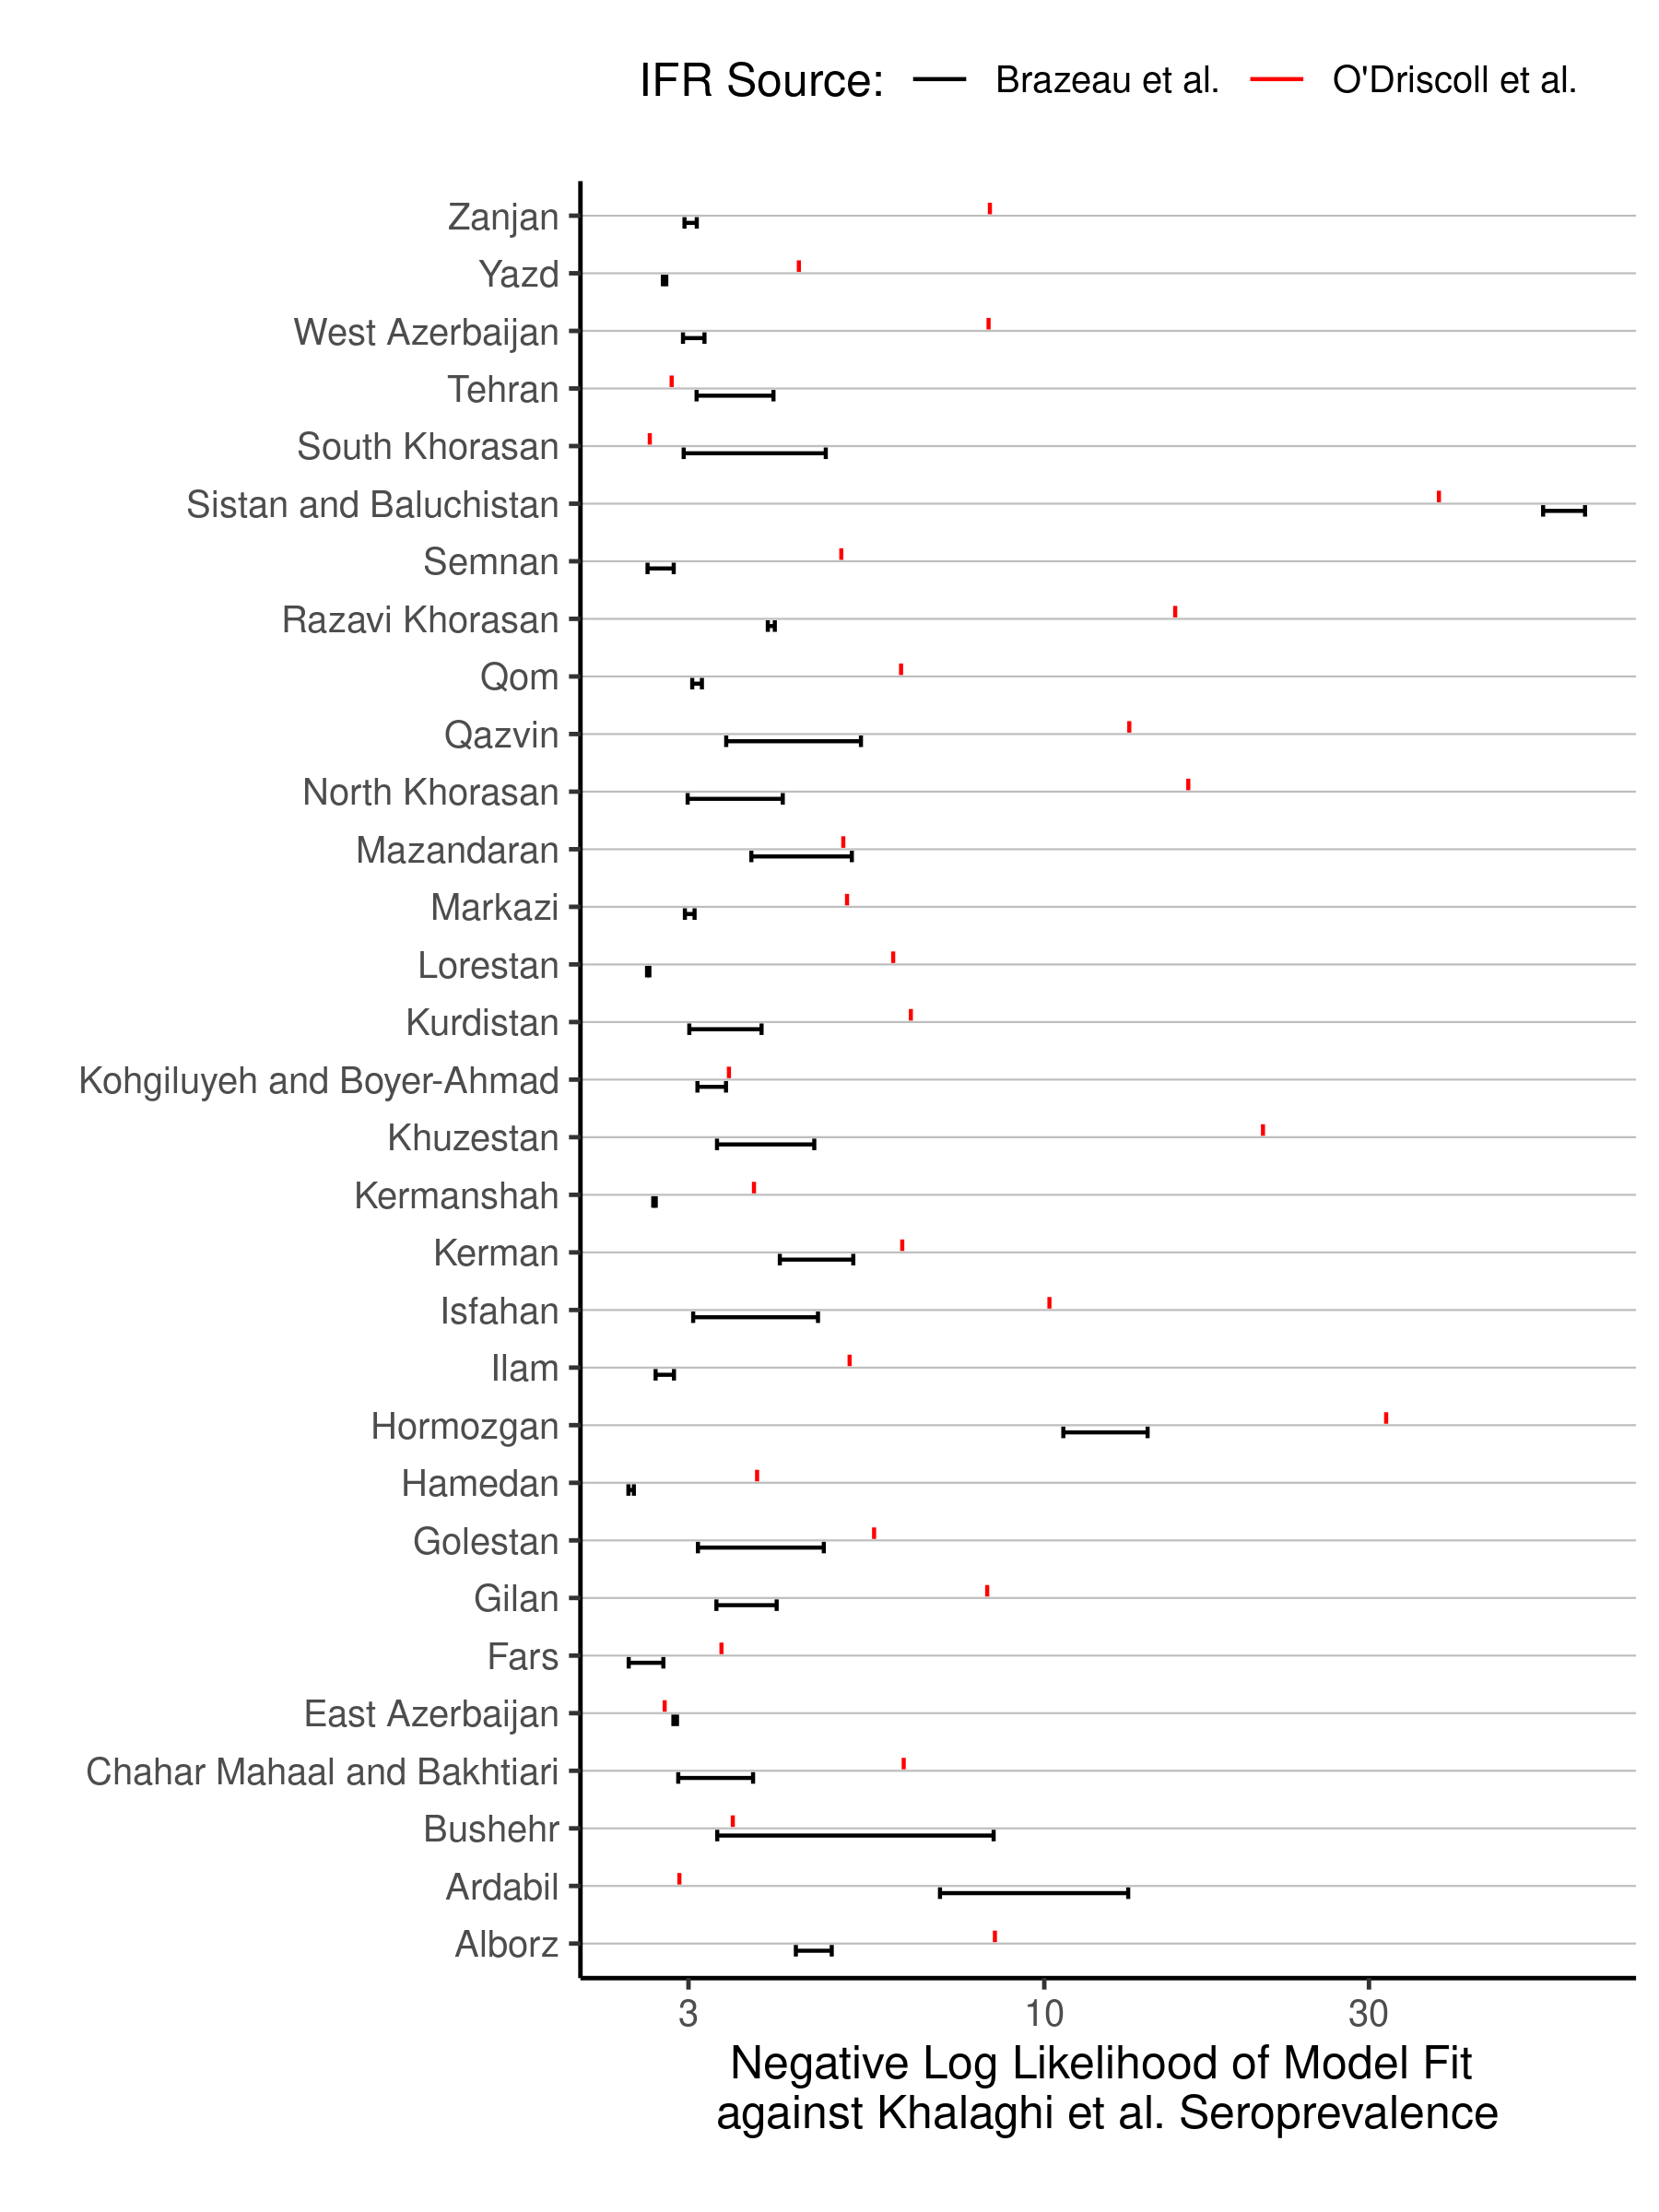 IFR Source: Brazeau et al. O'Driscoll et al.
Zanjan
Yazd
West Azerbaijan
Tehran
South Khorasan
Sistan and Baluchistan
Semnan
Razavi Khorasan
Qom
Qazvin
North Khorasan
Mazandaran
Markazi
Lorestan
Kurdistan
Kohgiluyeh and Boyer-Ahmad
Khuzestan
Kermanshah
Kerman
Isfahan
Ilam
Hormozgan
Hamedan
Golestan
Gilan
Fars
East Azerbaijan
Chahar Mahaal and Bakhtiari
Bushehr
Ardabil
Alborz
3 10 30
Negative Log Likelihood of Model Fit
against Khalaghi et al. Seroprevalence